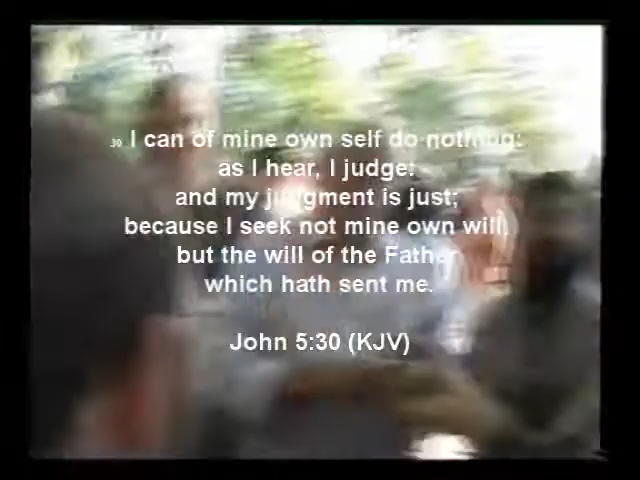 30 I can of mine own self do nothing:
as I hear, I judge:
and my judgment is just;
because I seek not mine own will,
but the will of the Father
which hath sent me.
John 5:30 (KJV)